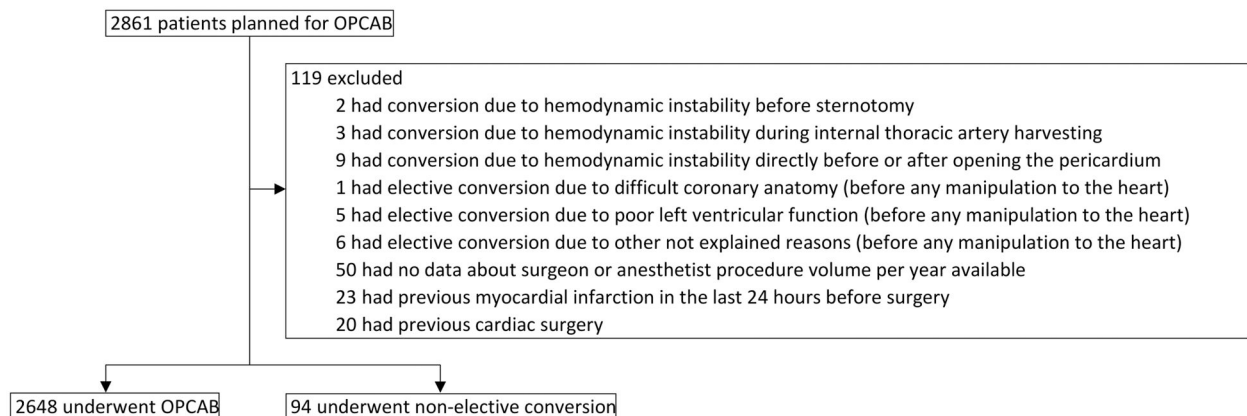 2861 patients planned for OPCAB
119 excluded
2 had conversion due to hemodynamic instability before sternotomy
3 had conversion due to hemodynamic instability during internal thoracic artery harvesting
9 had conversion due to hemodynamic instability directly before or after opening the pericardium
1 had elective conversion due to difficult coronary anatomy (before any manipulation to the heart)
5 had elective conversion due to poor left ventricular function (before any manipulation to the heart)
6 had elective conversion due to other not explained reasons (before any manipulation to the heart)
50 had no data about surgeon or anesthetist procedure volume per year available
23 had previous myocardial infarction in the last 24 hours before surgery
20 had previous cardiac surgery
2648 underwent OPCAB
94 underwent non-elective conversion